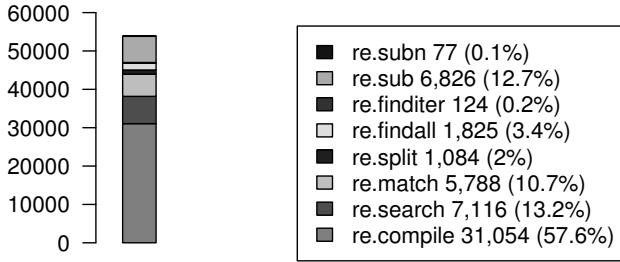 60000
50000
40000
30000
20000
10000
0
re.subn 77 (0.1%)
re.sub 6,826 (12.7%)
re.finditer 124 (0.2%)
re.findall 1,825 (3.4%)
re.split 1,084 (2%)
re.match 5,788 (10.7%)
re.search 7,116 (13.2%)
re.compile 31,054 (57.6%)